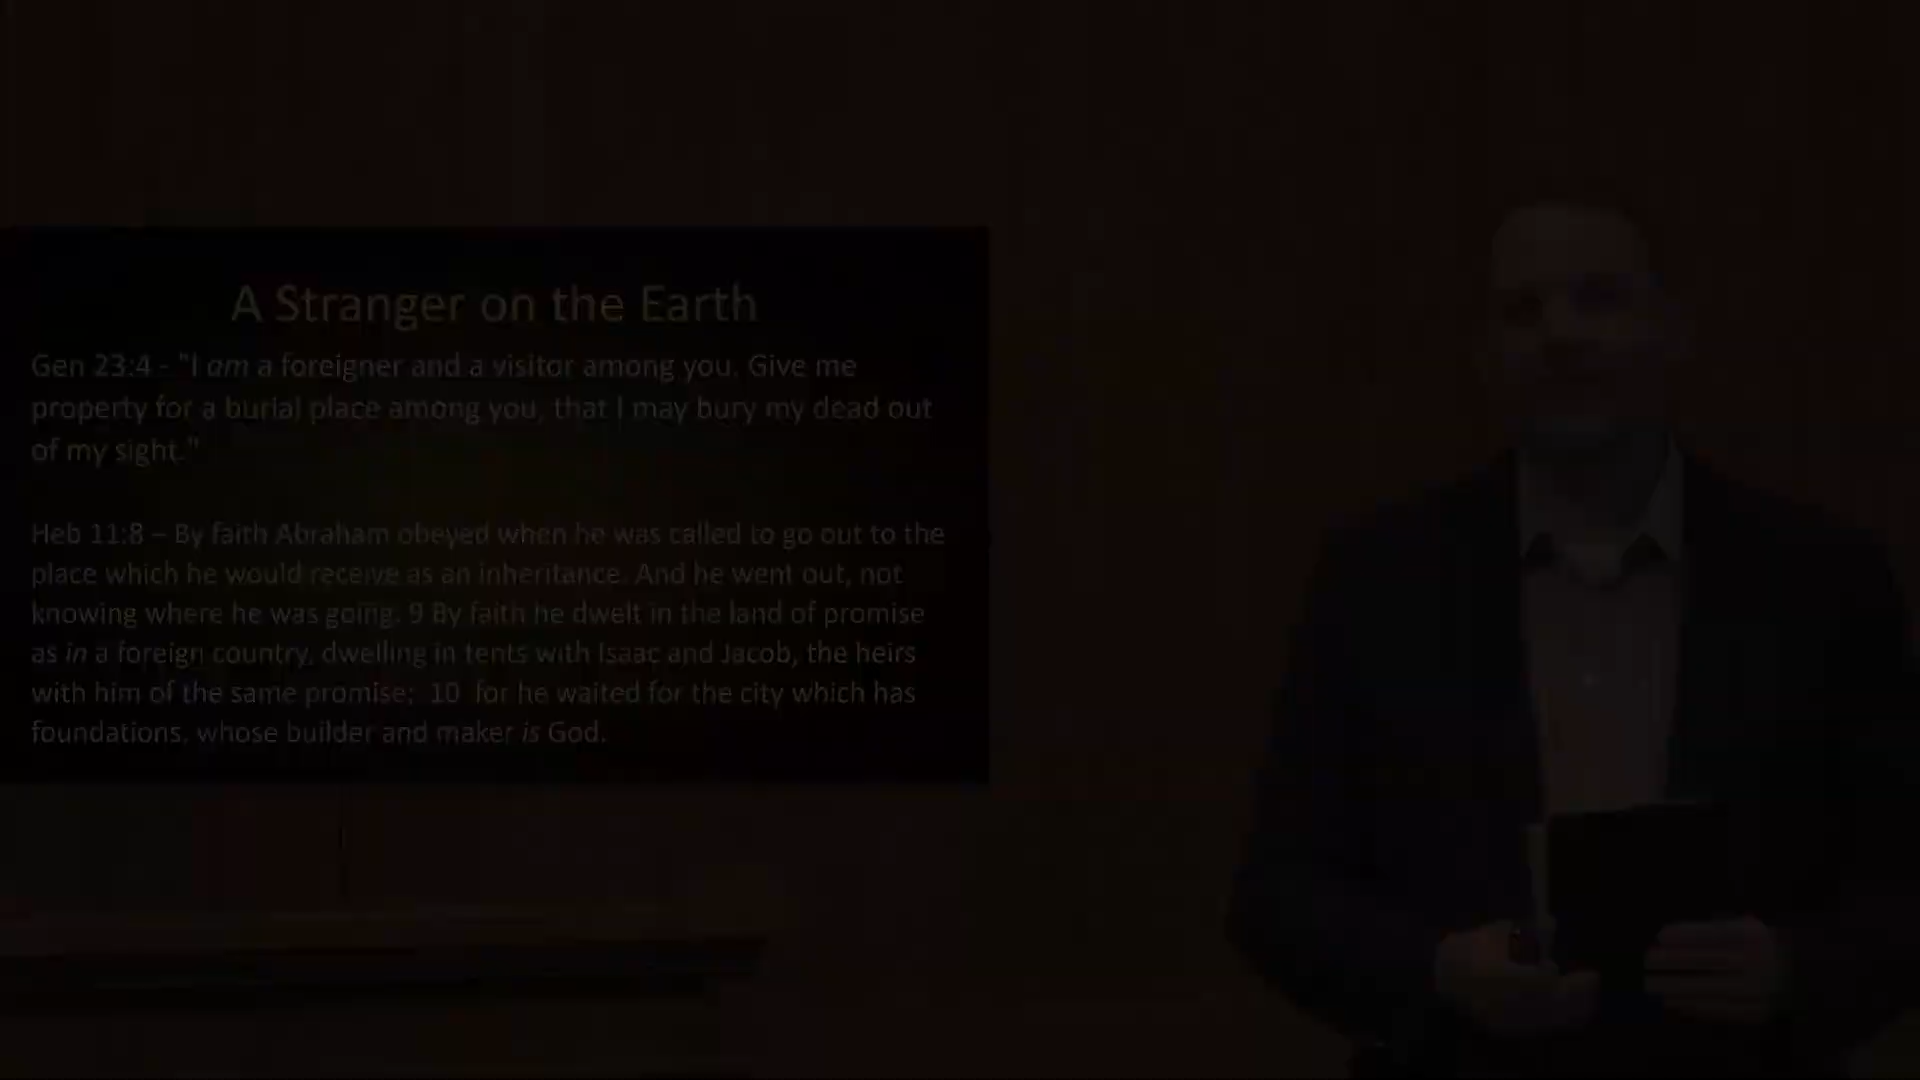 A Stranger on the Earth
Gen 23:4 - "I am a foreigner and a visitor among you. Give me
property for a burial place among you, that I may bury my dead out
of my sight."
Heb 11:8 – By faith Abraham obeyed when he was called to go out to the
place which he would receive as an inheritance. And he went out, not
knowing where he was going. 9 By faith he dwelt in the land of promise
as in a foreign country, dwelling in tents with Isaac and Jacob, the heirs
with him of the same promise; 10 for he waited for the city which has
foundations, whose builder and maker is God.